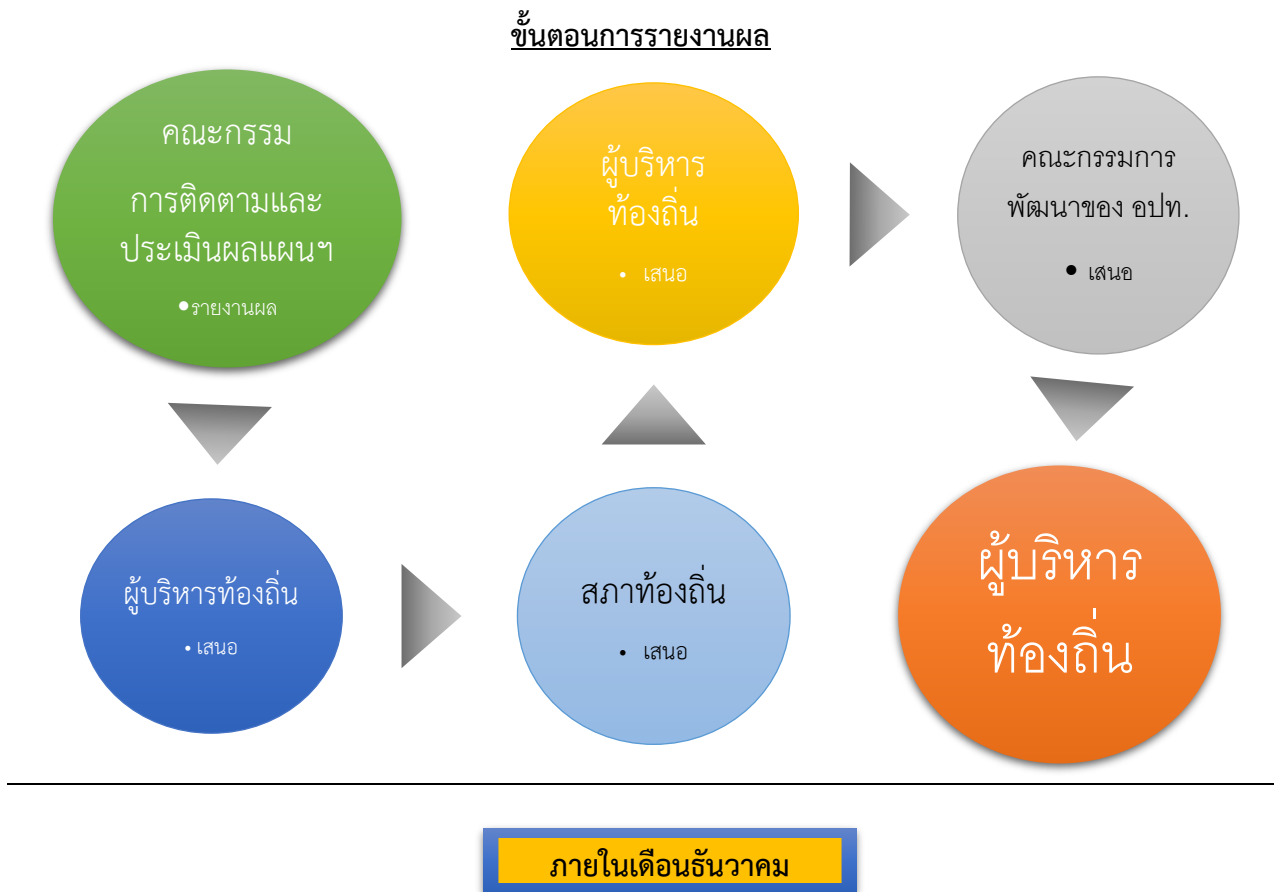 ขั้นตอนการรายงานผล
คณะกรรม
การติดตามและ
ประเมินผลแผนฯ
•รายงานผล
ผู้บริหารท้องถิ่น
• เสนอ
สภาท้องถิ่น
• เสนอ
ผู้บริหาร
ท้องถิ่น
• เสนอ
คณะกรรมการ
พัฒนาของ อปท.
• เสนอ
ผู้บริหาร
ท้องถิ่น
ภายในเดือนธันวาคม